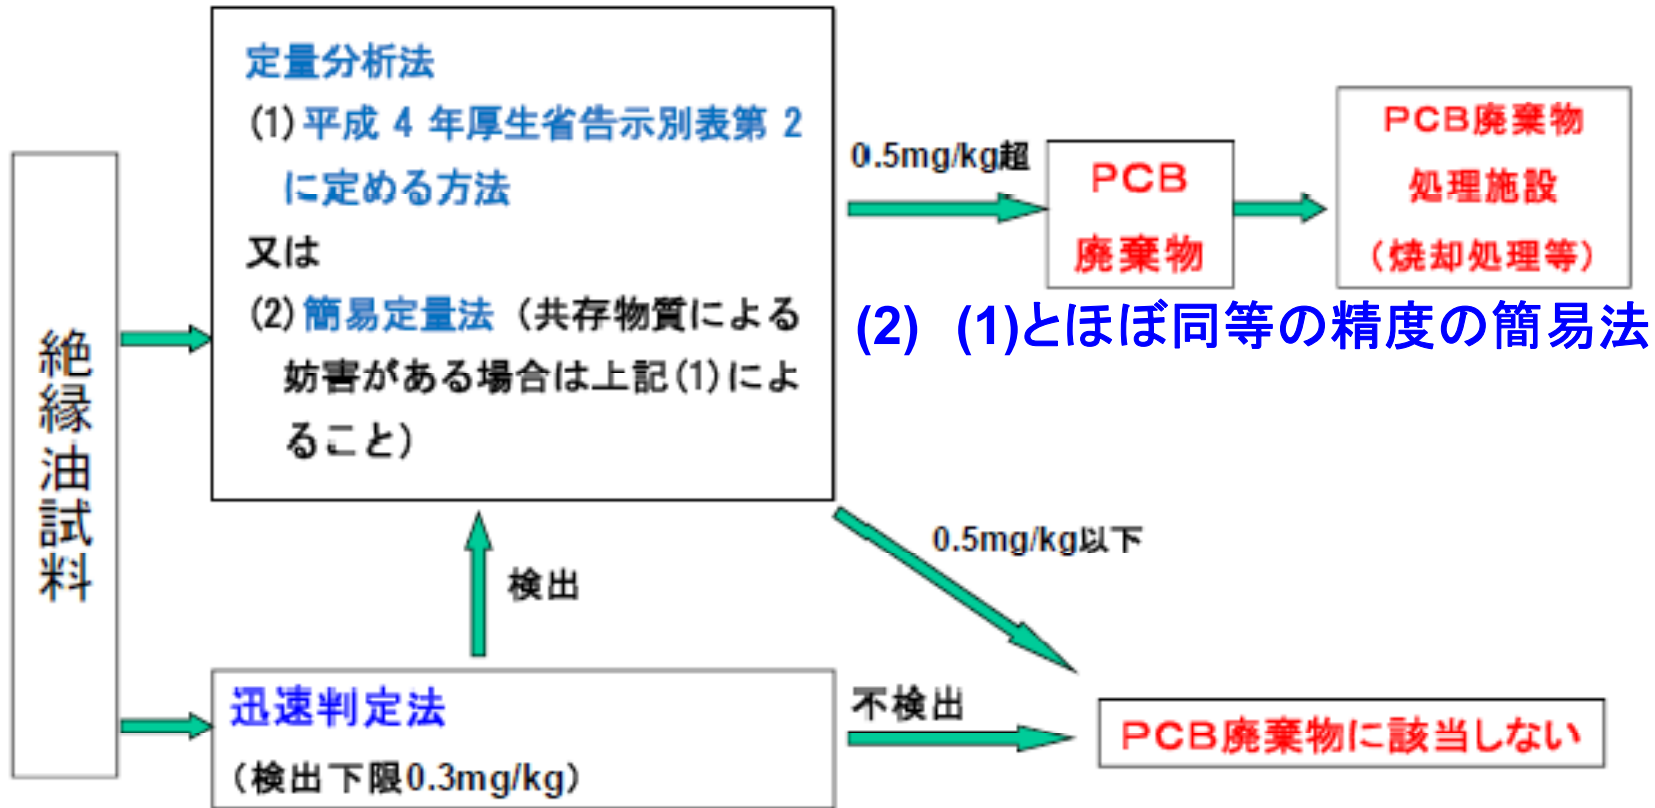 絶縁油試料
定量分析法
(1)平成 4 年厚生省告示別表第 2
に定める方法
又は
(2)簡易定量法（共存物質による
妨害がある場合は上記(1)によ
ること）
0.5mg/kg超
PCB
廃棄物
PCB廃棄物
処理施設
（焼却処理等）
(2) (1)とほぼ同等の精度の簡易法
0.5mg/kg以下
検出
迅速判定法
（検出下限0.3mg/kg）
不検出
PCB廃棄物に該当しない